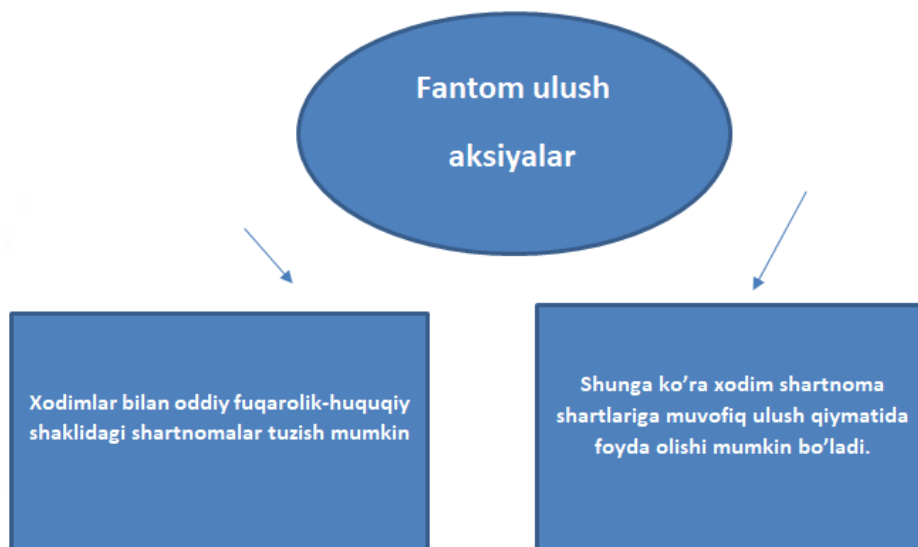 Fantom ulush
aksiyalar
Xodimlar bilan oddiy fuqarolik-huquqiy
shaklidagi shartnomalar tuzish mumkin
Shunga ko’ra xodim shartnoma
shartlariga muvofiq ulush qiymatida
foyda olishi mumkin bo’ladi.